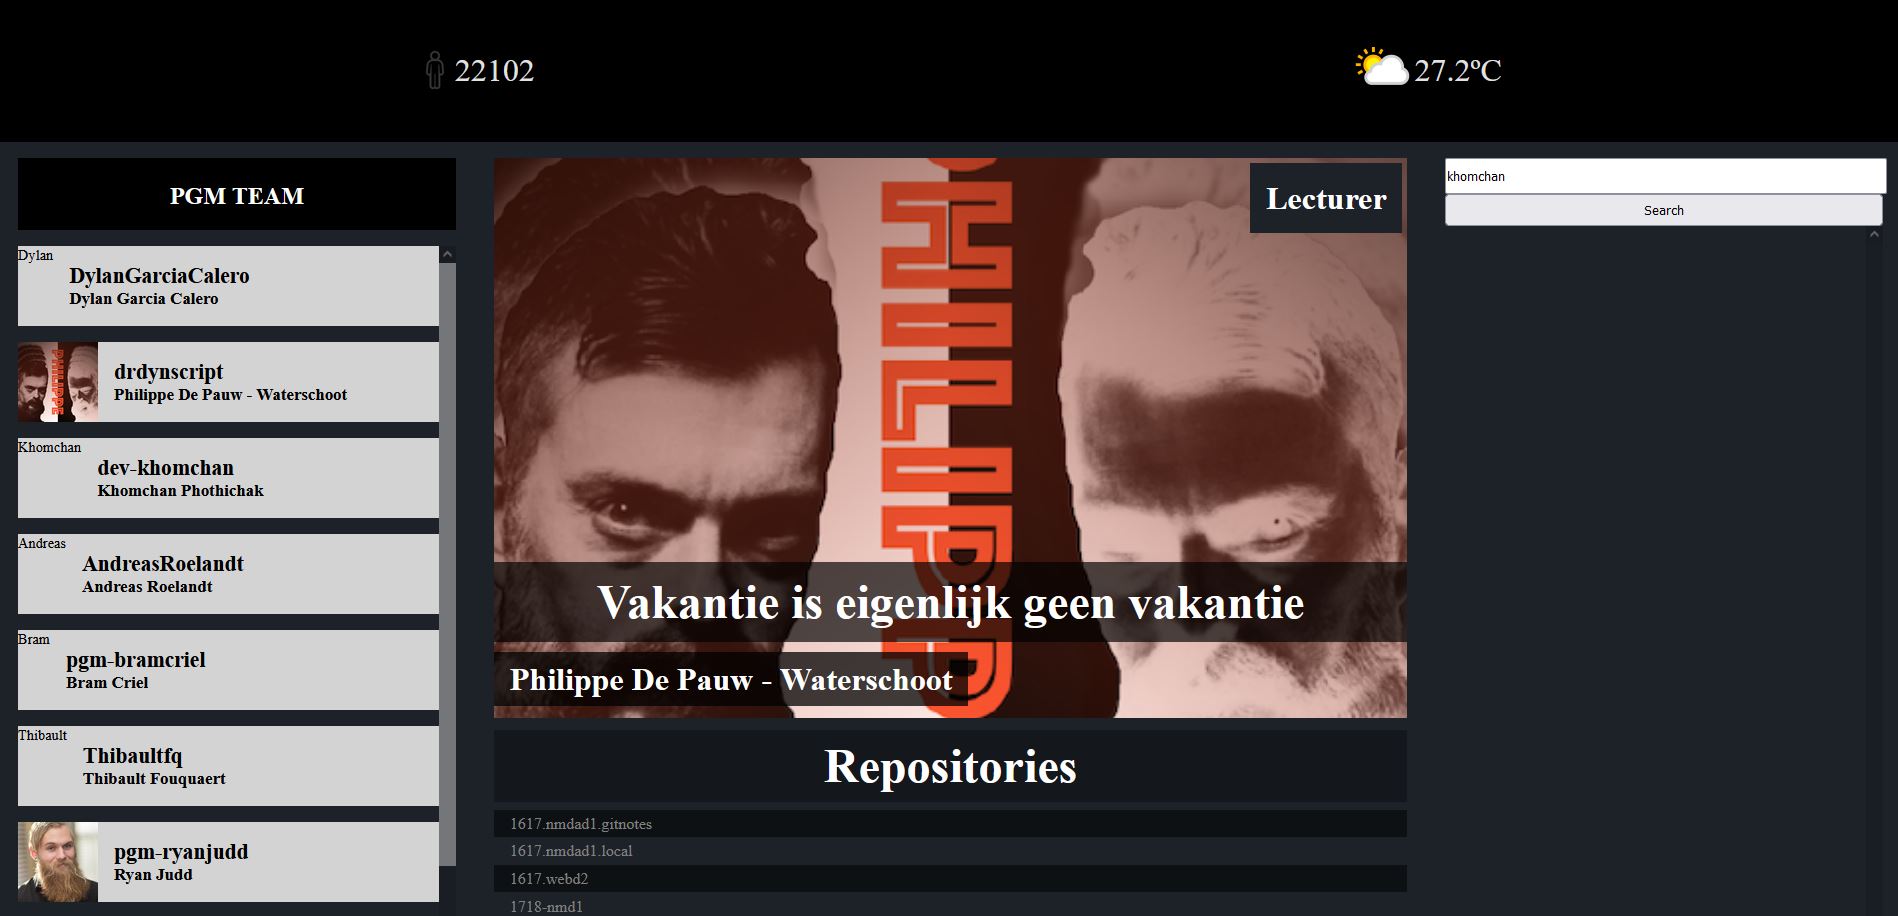 22102
27.2ºC
PGM TEAM
Dylan
DylanGarciaCalero
Dylan Garcia Calero
drdynscript
Philippe De Pauw - Waterschoot
Khomchan
dev-khomchan
Khomchan Phothichak
Andreas
AndreasRoelandt
Andreas Roelandt
Bram
pgm-bramcriel
Bram Criel
Thibault
Thibaultfq
Thibault Fouquaert
pgm-ryanjudd
Ryan Judd
PHILIPPE
Lecturer
PHILIPP
Vakantie is eigenlijk geen vakantie
Philippe De Pauw - Waterschoot
Repositories
1617.nmdad1.gitnotes
1617.nmdad1.local
1617.webd2
1718-nmd1
khomchan
Search